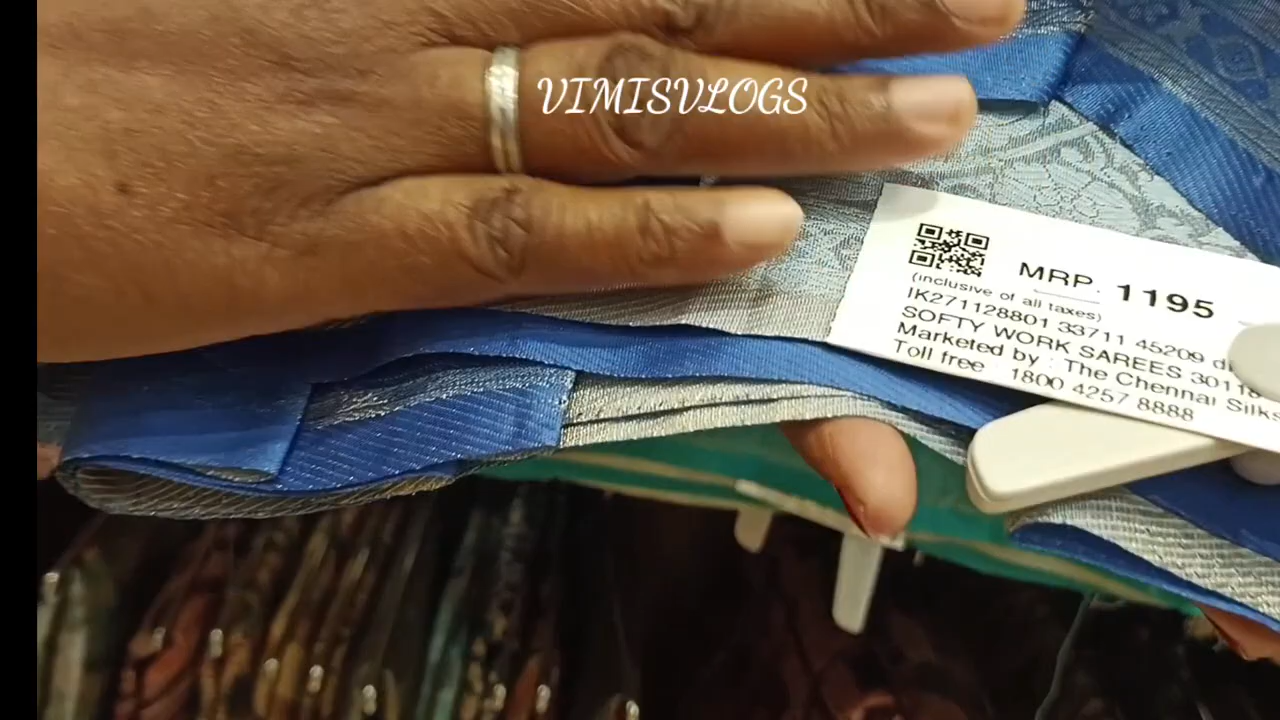 VIMISVLOGS
MRP. 1195
(inclusive of all taxes)
IK271128801 33711 45209
SOFTY WORK SAREES
Marketed by : The Chennai Silks
Toll free : 1800 4257 8888